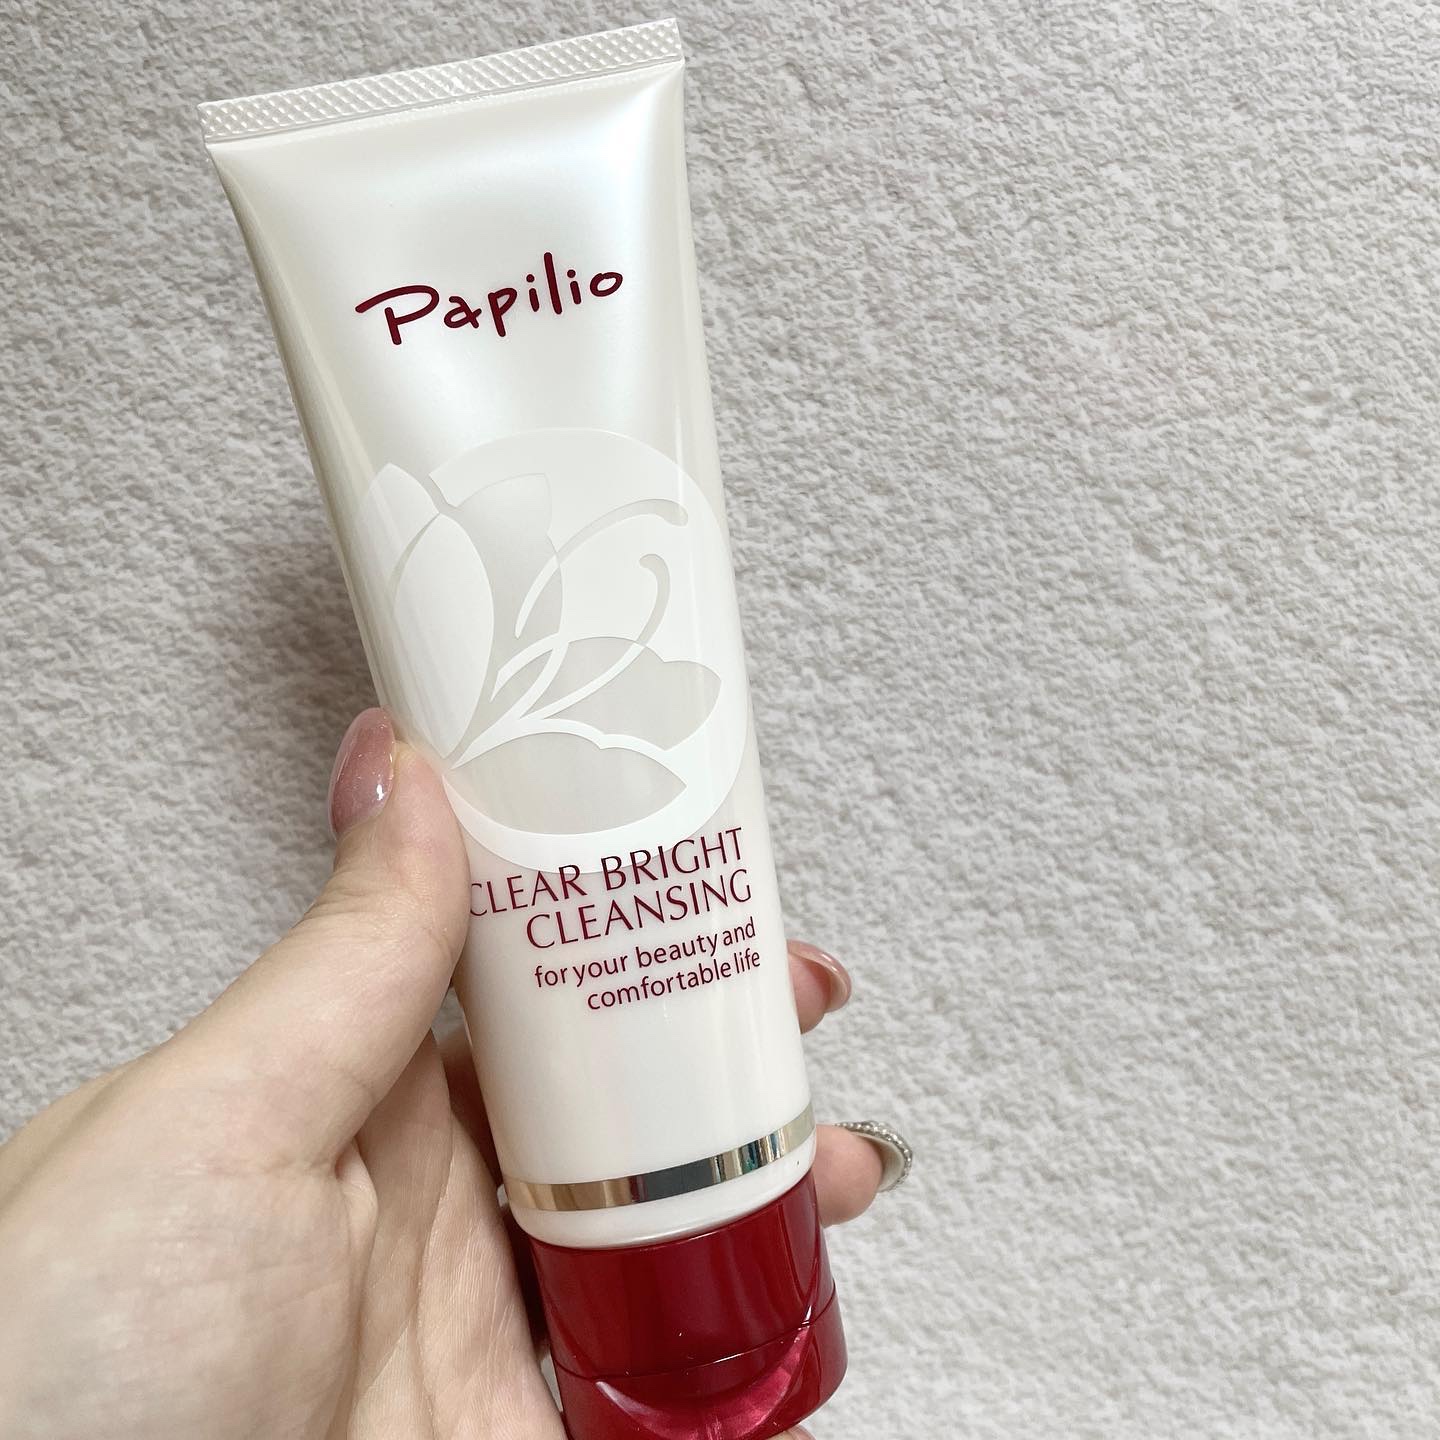 Papilio
CLEAR BRIGHT
CLEANSING
for your beauty and
comfortable life